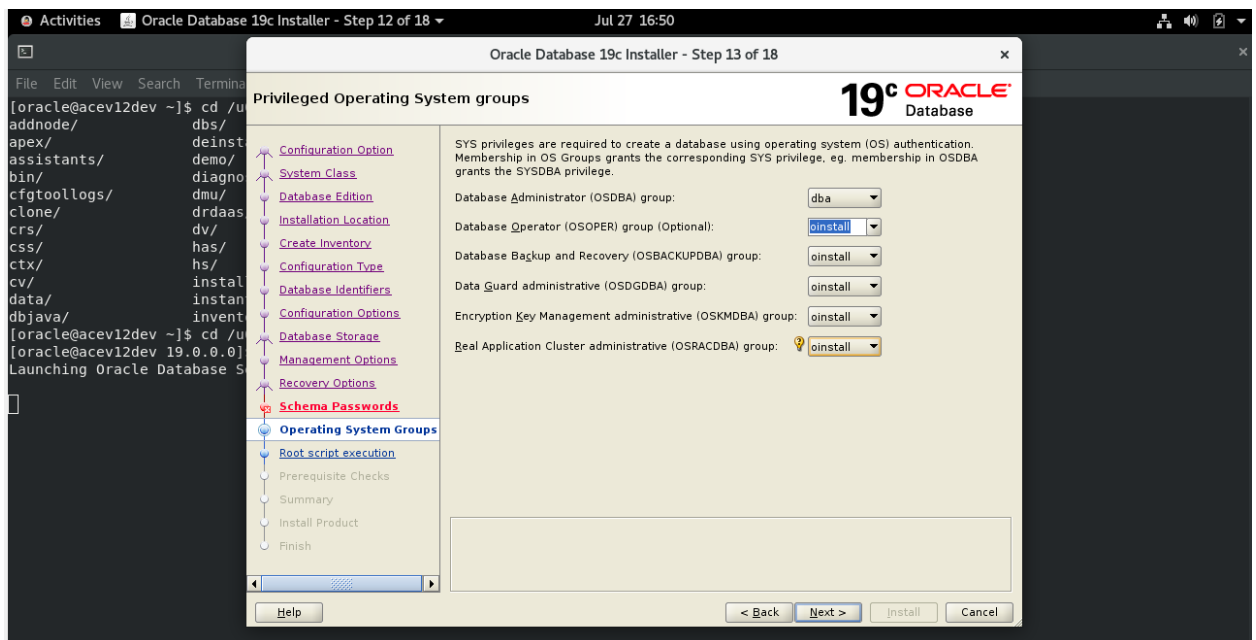 Activities Oracle Database 19c Installer - Step 12 of 18 Jul 27 16:50
Oracle Database 19c Installer - Step 13 of 18
File Edit View Search Termina
[oracle@acev12dev ~]$ cd /u
addnode/ dbs/
apex/ deinst
assistants/ demo/
bin/ diagno
cfgtoollogs/ dmu/
clone/ drdaas
crs/ dv/
css/ has/
ctx/ hs/
cv/ instal
data/ instan
dbjava/ invent
[oracle@acev12dev ~]$ cd /u
[oracle@acev12dev 19.0.0.0]
Launching Oracle Database S
Privileged Operating System groups
19c ORACLE
Database
Configuration Option
System Class
Database Edition
Installation Location
Create Inventory
Configuration Type
Database Identifiers
Configuration Options
Database Storage
Management Options
Recovery Options
Schema Passwords
Operating System Groups
Root script execution
Prerequisite Checks
Summary
Install Product
Finish
SYS privileges are required to create a database using operating system (OS) authentication.
Membership in OS Groups grants the corresponding SYS privilege, eg. membership in OSDBA
grants the SYSDBA privilege.
Database Administrator (OSDBA) group: dba
Database Operator (OSOPER) group (Optional): oinstall
Database Backup and Recovery (OSBACKUPDBA) group: oinstall
Data Guard administrative (OSDGDBA) group: oinstall
Encryption Key Management administrative (OSKMDBA) group: oinstall
Real Application Cluster administrative (OSRACDBA) group: oinstall
Help < Back Next > Install Cancel